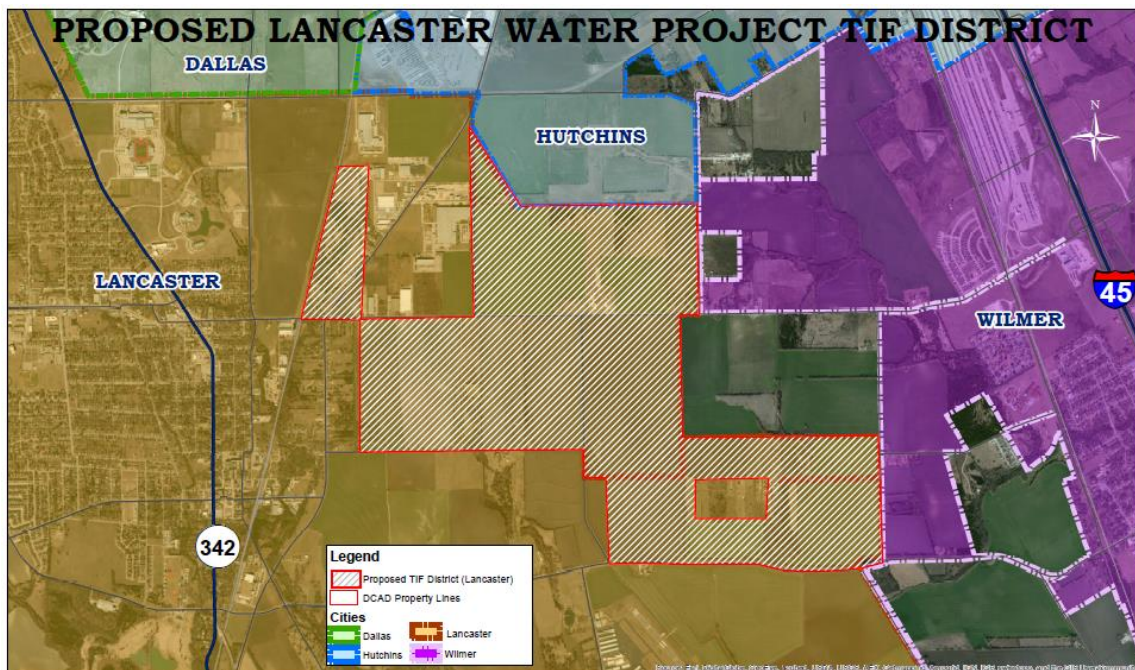 PROPOSED LANCASTER WATER PROJECT TIF DISTRICT
DALLAS
HUTCHINS
N
LANCASTER
45
WILMER
342
Legend
Proposed TIF District (Lancaster)
DCAD Property Lines
Cities
Dallas
Lancaster
Hutchins
Wilmer